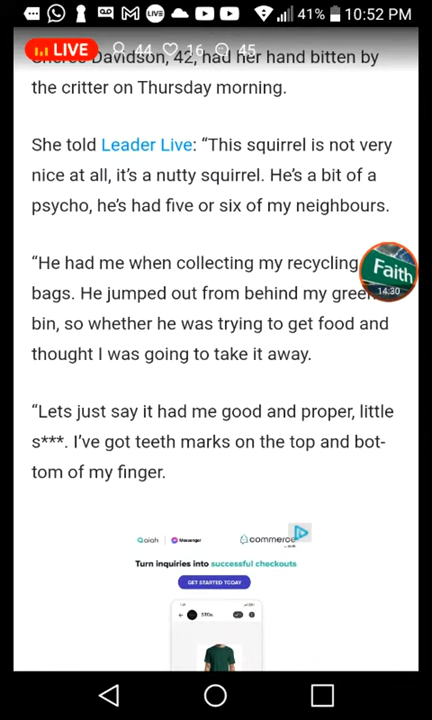 LIVE
41% 10:52 PM
LIVE 44 16 45
Davidson, 42, had her hand bitten by
the critter on Thursday morning.
She told Leader Live: “This squirrel is not very
nice at all, it’s a nutty squirrel. He’s a bit of a
psycho, he’s had five or six of my neighbours.
“He had me when collecting my recycling
bags. He jumped out from behind my green
bin, so whether he was trying to get food and
thought I was going to take it away.
Faith
14:30
“Lets just say it had me good and proper, little
s***. I’ve got teeth marks on the top and bot-
tom of my finger.
Messenger
commerce
Turn inquiries into successful checkouts
GET STARTED TODAY